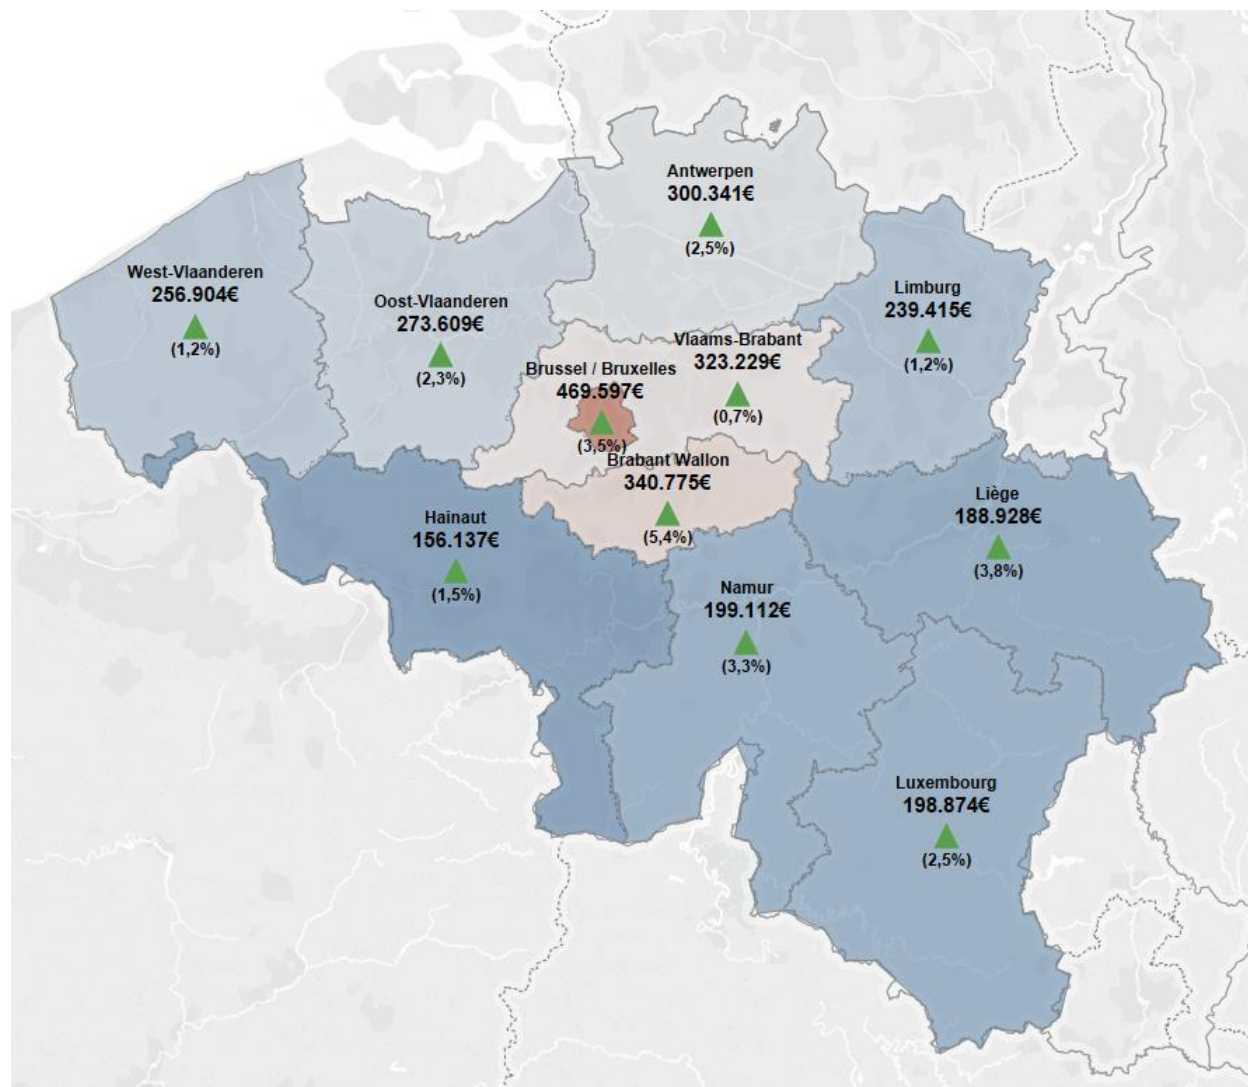 Antwerpen
300.341€
(2,5%)
West-Vlaanderen
256.904€
(1,2%)
Oost-Vlaanderen
273.609€
(2,3%)
Limburg
239.415€
(1,2%)
Vlaams-Brabant
323.229€
(0,7%)
Brussel / Bruxelles
469.597€
(3,5%)
Brabant Wallon
340.775€
(5,4%)
Hainaut
156.137€
(1,5%)
Liège
188.928€
(3,8%)
Namur
199.112€
(3,3%)
Luxembourg
198.874€
(2,5%)